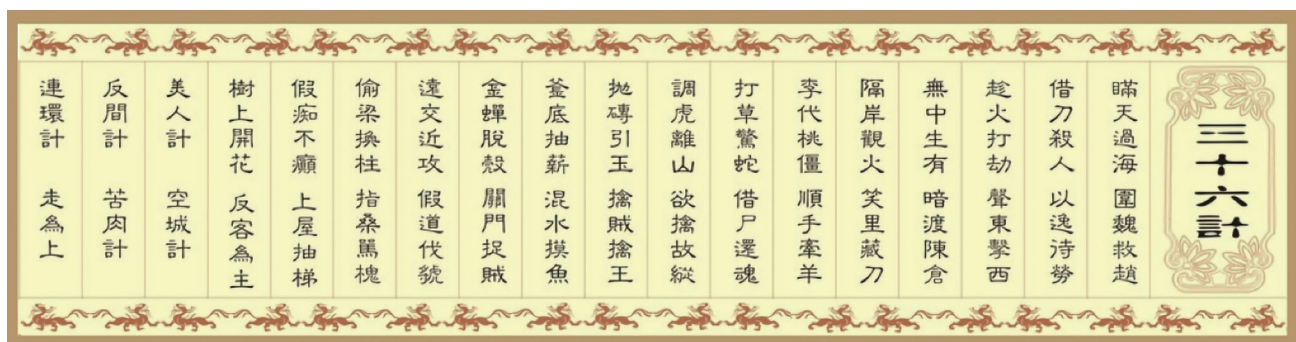 三十六計
瞞天過海 圍魏救趙
借刀殺人 以逸待勞
趁火打劫 聲東擊西
無中生有 暗渡陳倉
隔岸觀火 笑里藏刀
李代桃僵 順手牽羊
打草驚蛇 借尸還魂
調虎離山 欲擒故縱
拋磚引玉 擒賊擒王
釜底抽薪 混水摸魚
金蟬脫殼 關門捉賊
遠交近攻 假道伐虢
偷梁換柱 指桑罵槐
假痴不癲 上屋抽梯
樹上開花 反客為主
美人計 空城計
反間計 苦肉計
連環計 走為上